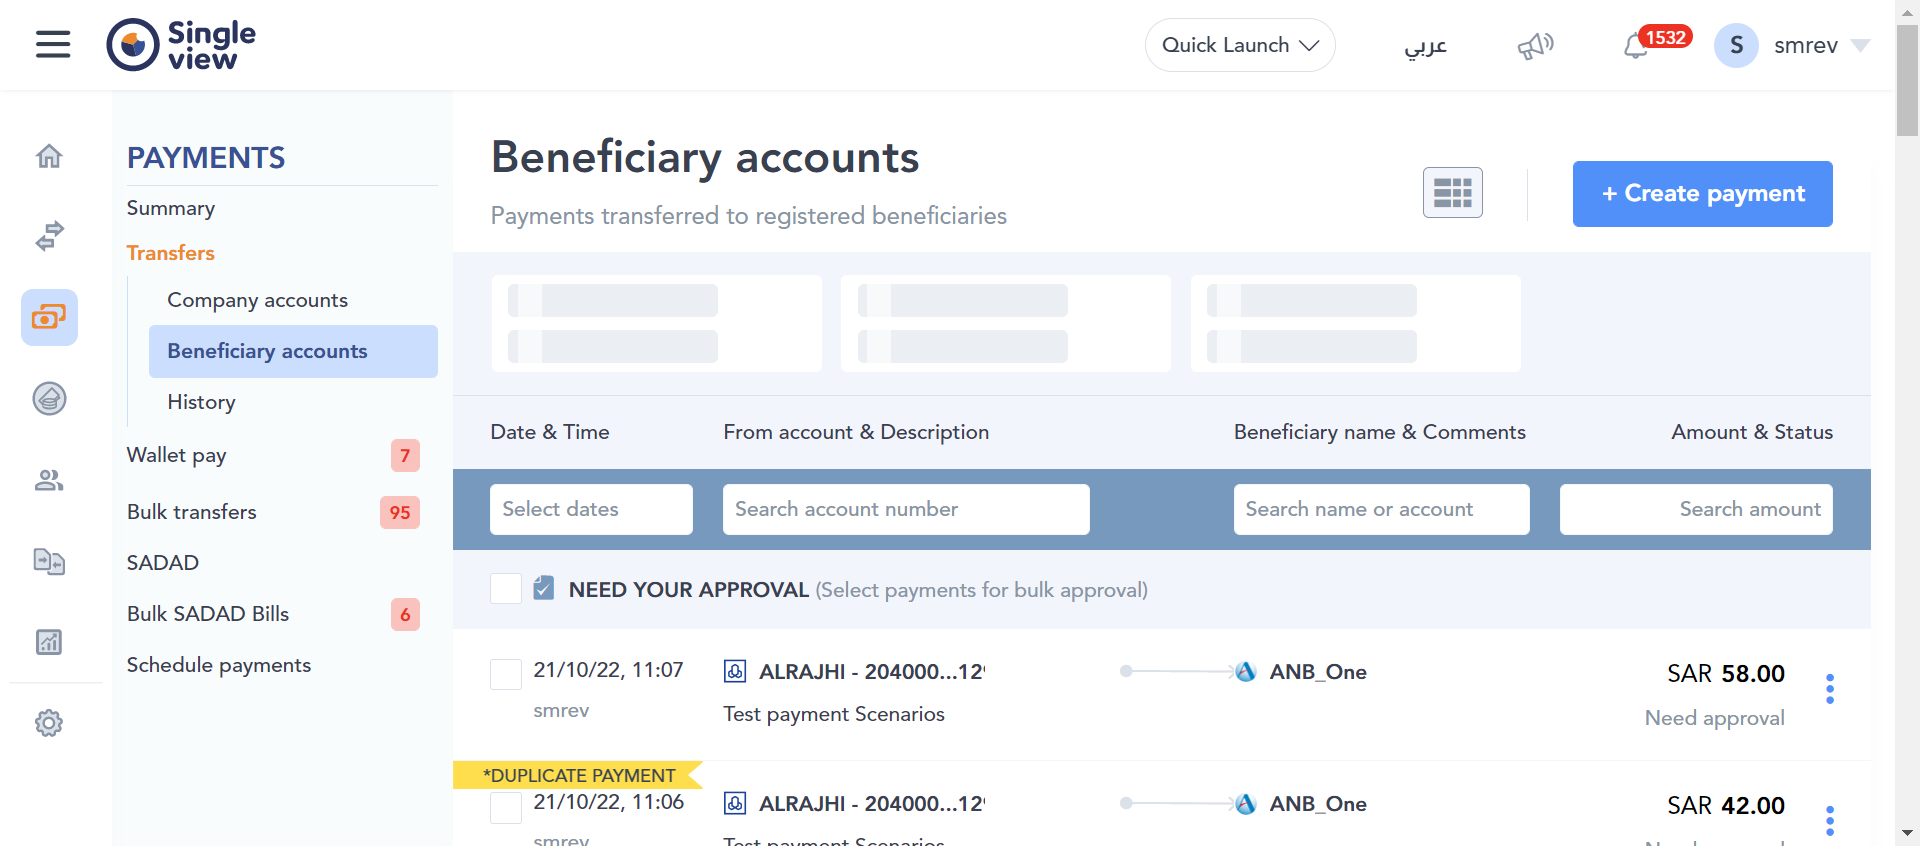 Single
view
Quick Launch
عربي
1532
S
smrev
PAYMENTS
Summary
Transfers
Company accounts
Beneficiary accounts
History
Wallet pay 7
Bulk transfers 95
SADAD
Bulk SADAD Bills 6
Schedule payments
Beneficiary accounts
Payments transferred to registered beneficiaries
+ Create payment
Date & Time From account & Description Beneficiary name & Comments Amount & Status
Select dates Search account number Search name or account Search amount
NEED YOUR APPROVAL (Select payments for bulk approval)
21/10/22, 11:07 ALRAJHI - 204000...12 ANB_One SAR 58.00
smrev Test payment Scenarios Need approval
*DUPLICATE PAYMENT
21/10/22, 11:06 ALRAJHI - 204000...12 ANB_One SAR 42.00
smrev Test payment Scenarios Need approval